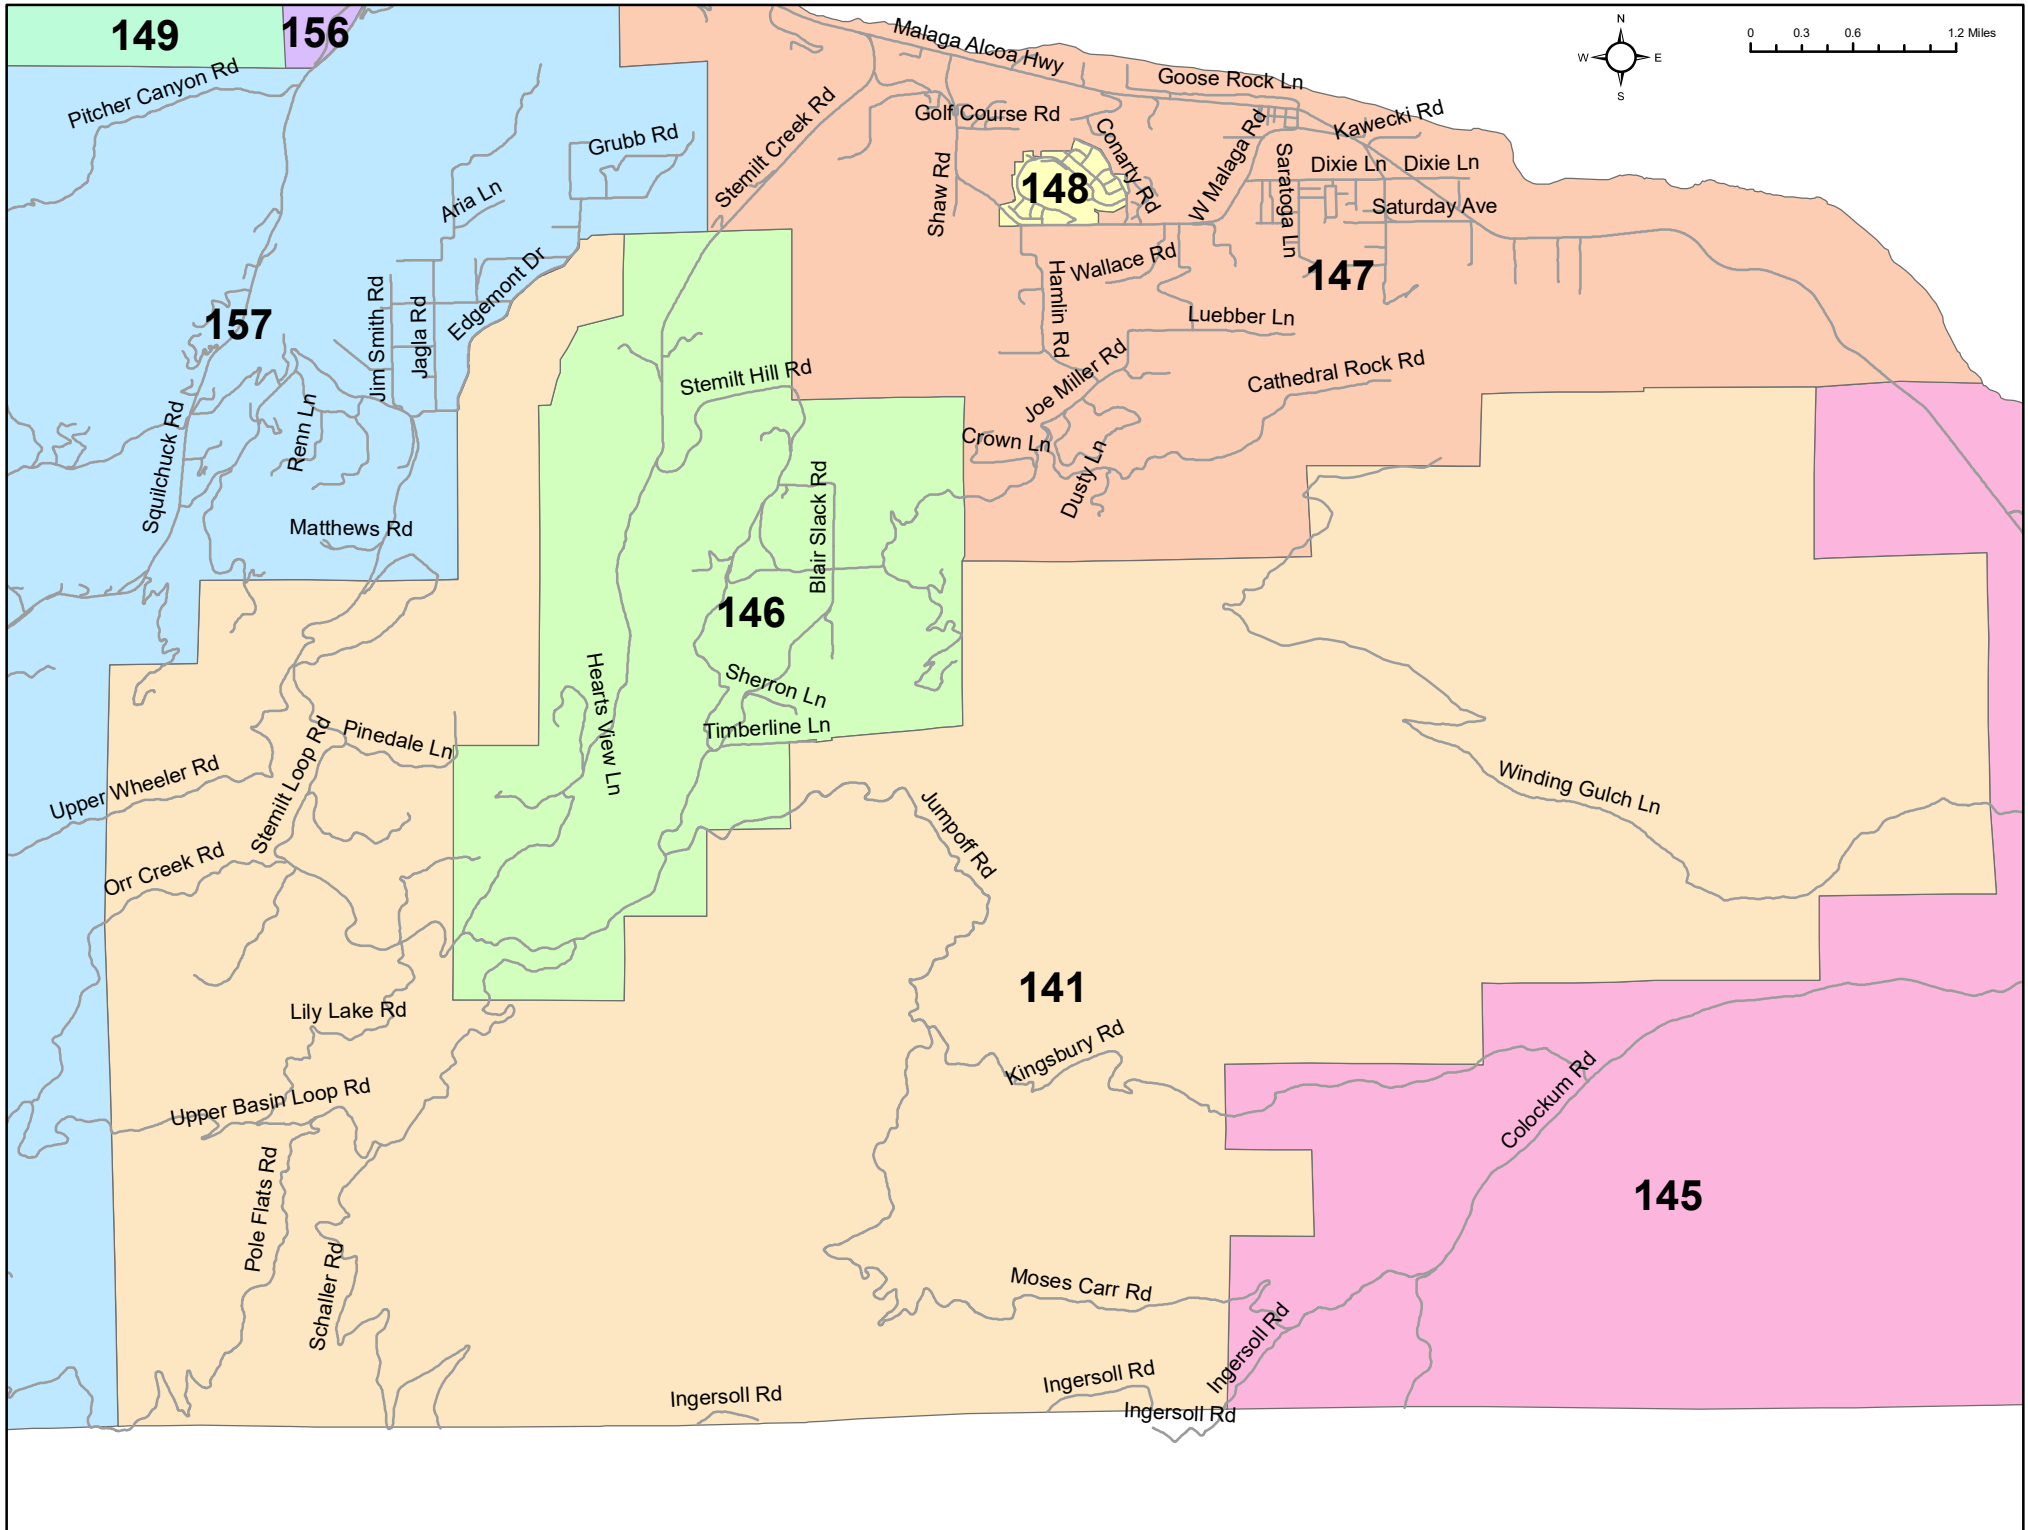 149
156
N
W
E
S
0
0.3
0.6
1.2 Miles
Malaga Alcoa Hwy
Goose Rock Ln
Pitcher Canyon Rd
Golf Course Rd
Kawecki Rd
Stemilt Creek Rd
Grubb Rd
Conarty Rd
W Malaga Rd
Saratoga Ln
Dixie Ln
Dixie Ln
Shaw Rd
148
Aria Ln
Saturday Ave
Edgemont Dr
Wallace Rd
147
Jim Smith Rd
Jagla Rd
Hamlin Rd
157
Luebber Ln
Stemilt Hill Rd
Joe Miller Rd
Cathedral Rock Rd
Squilchuck Rd
Renn Ln
Crown Ln
Dusty Ln
Matthews Rd
Blair Slack Rd
146
Hearts View Ln
Sherron Ln
Timberline Ln
Pinedale Ln
Stemilt Loop Rd
Upper Wheeler Rd
Winding Gulch Ln
Jumpoff Rd
Orr Creek Rd
141
Lily Lake Rd
Kingsbury Rd
Colockum Rd
Upper Basin Loop Rd
Pole Flats Rd
145
Schaller Rd
Moses Carr Rd
Ingersoll Rd
Ingersoll Rd
Ingersoll Rd
Ingersoll Rd